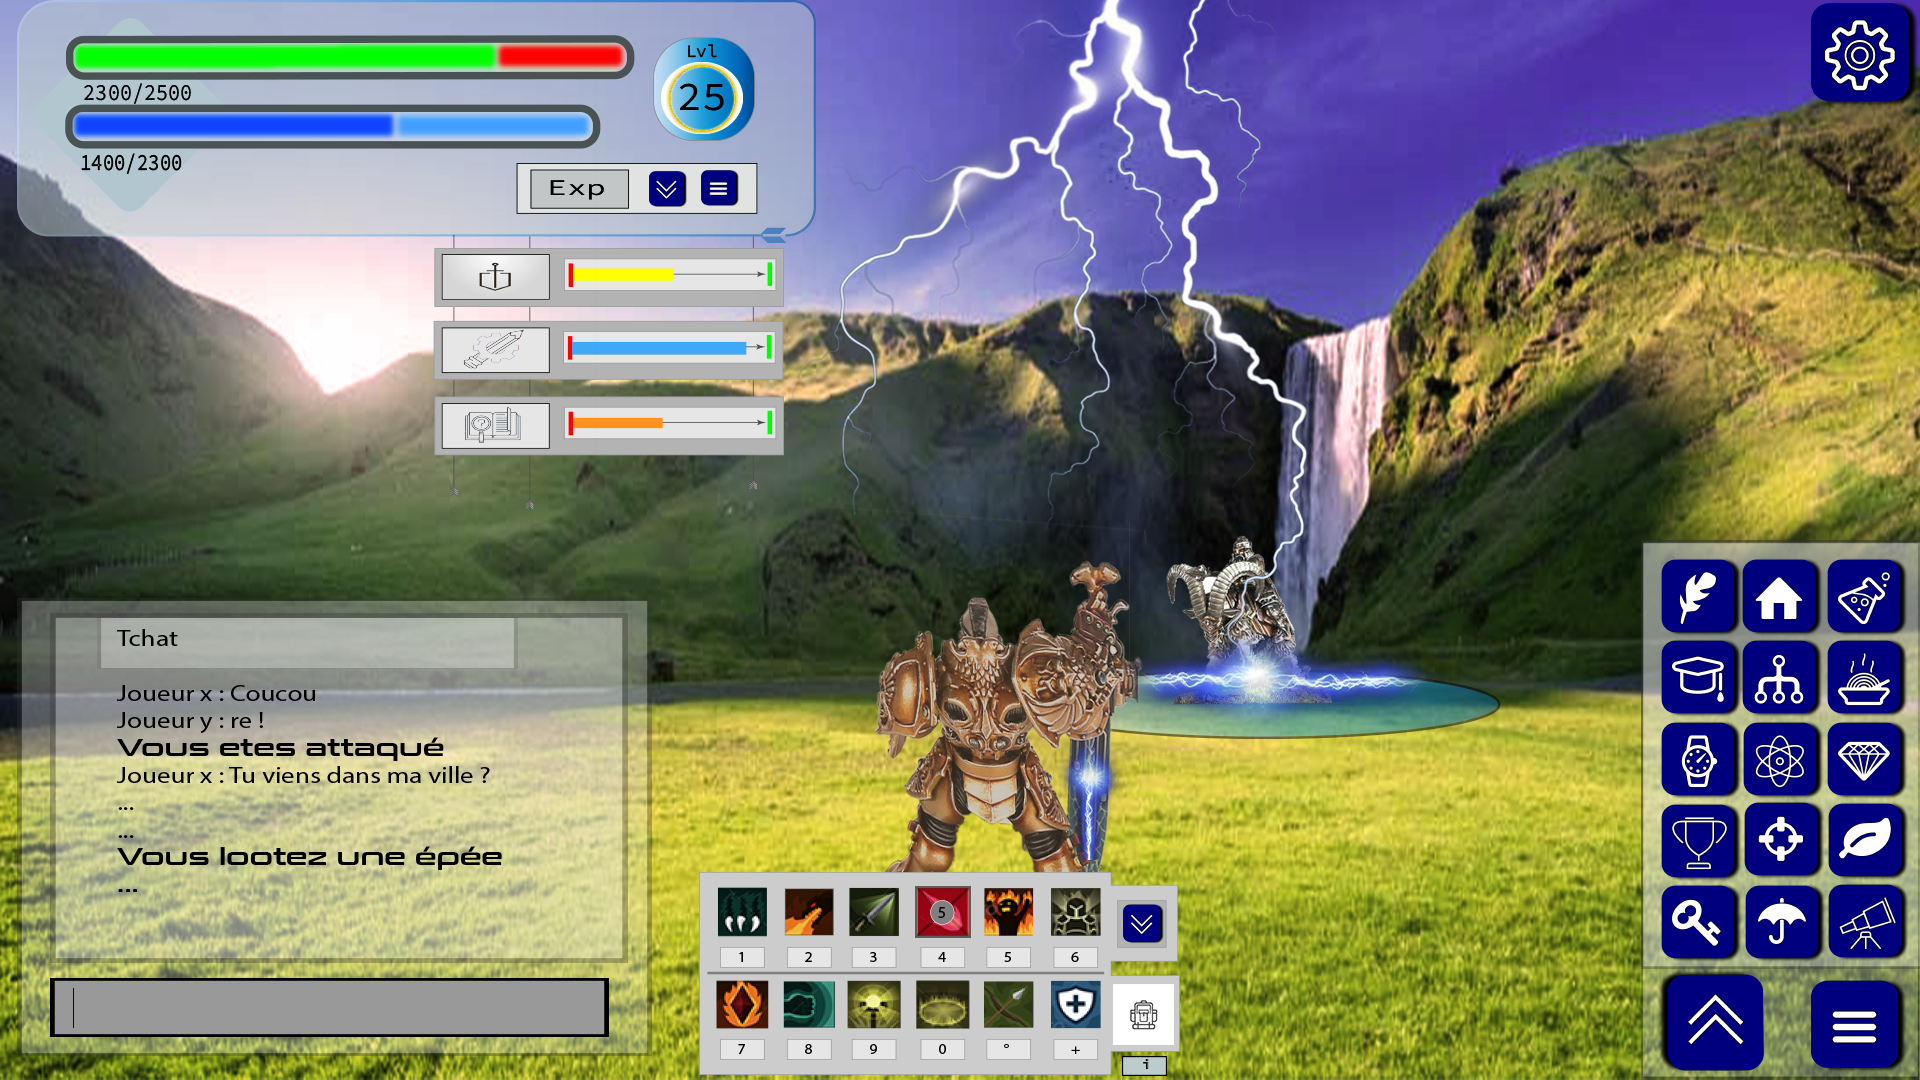 Lvl
25
2300/2500
1400/2300
Exp
Tchat
Joueur x : Coucou
Joueur y : re !
Vous etes attaqué
Joueur x : Tu viens dans ma ville ?
...
...
Vous lootez une épée
...
5
1 2 3 4 5 6
7 8 9 0 ° +
i